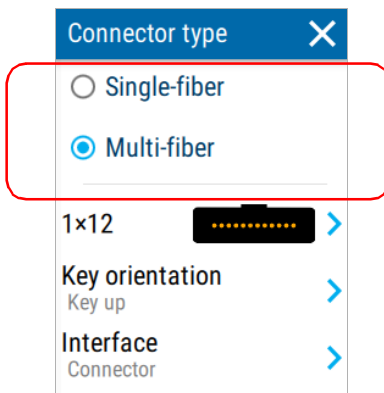 Connector type
Single-fiber
Multi-fiber
1×12
Key orientation
Key up
Interface
Connector